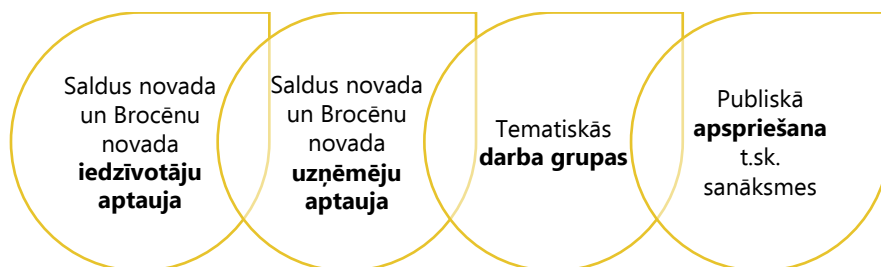 Saldus novada
un Brocēnu
novada
iedzīvotāju
aptauja
Saldus novada
un Brocēnu
novada
uzņēmēju
aptauja
Tematiskās
darba grupas
Publiskā
apspriešana
t.sk.
sanāksmes